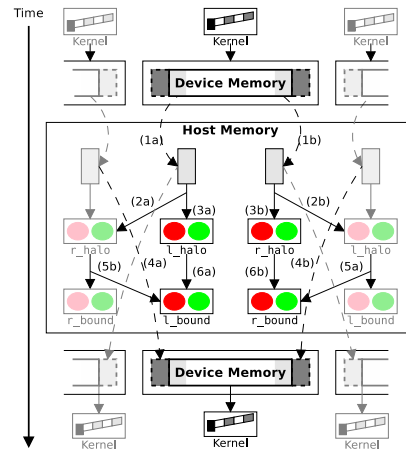 Time
Kernel Kernel Kernel
Device Memory
Host Memory
(1a) (1b)
(2a) (3a) (3b) (2b)
r_halo l_halo r_halo l_halo
(5b) (4a) (6a) (6b) (4b) (5a)
r_bound l_bound r_bound l_bound
Device Memory
Kernel Kernel Kernel